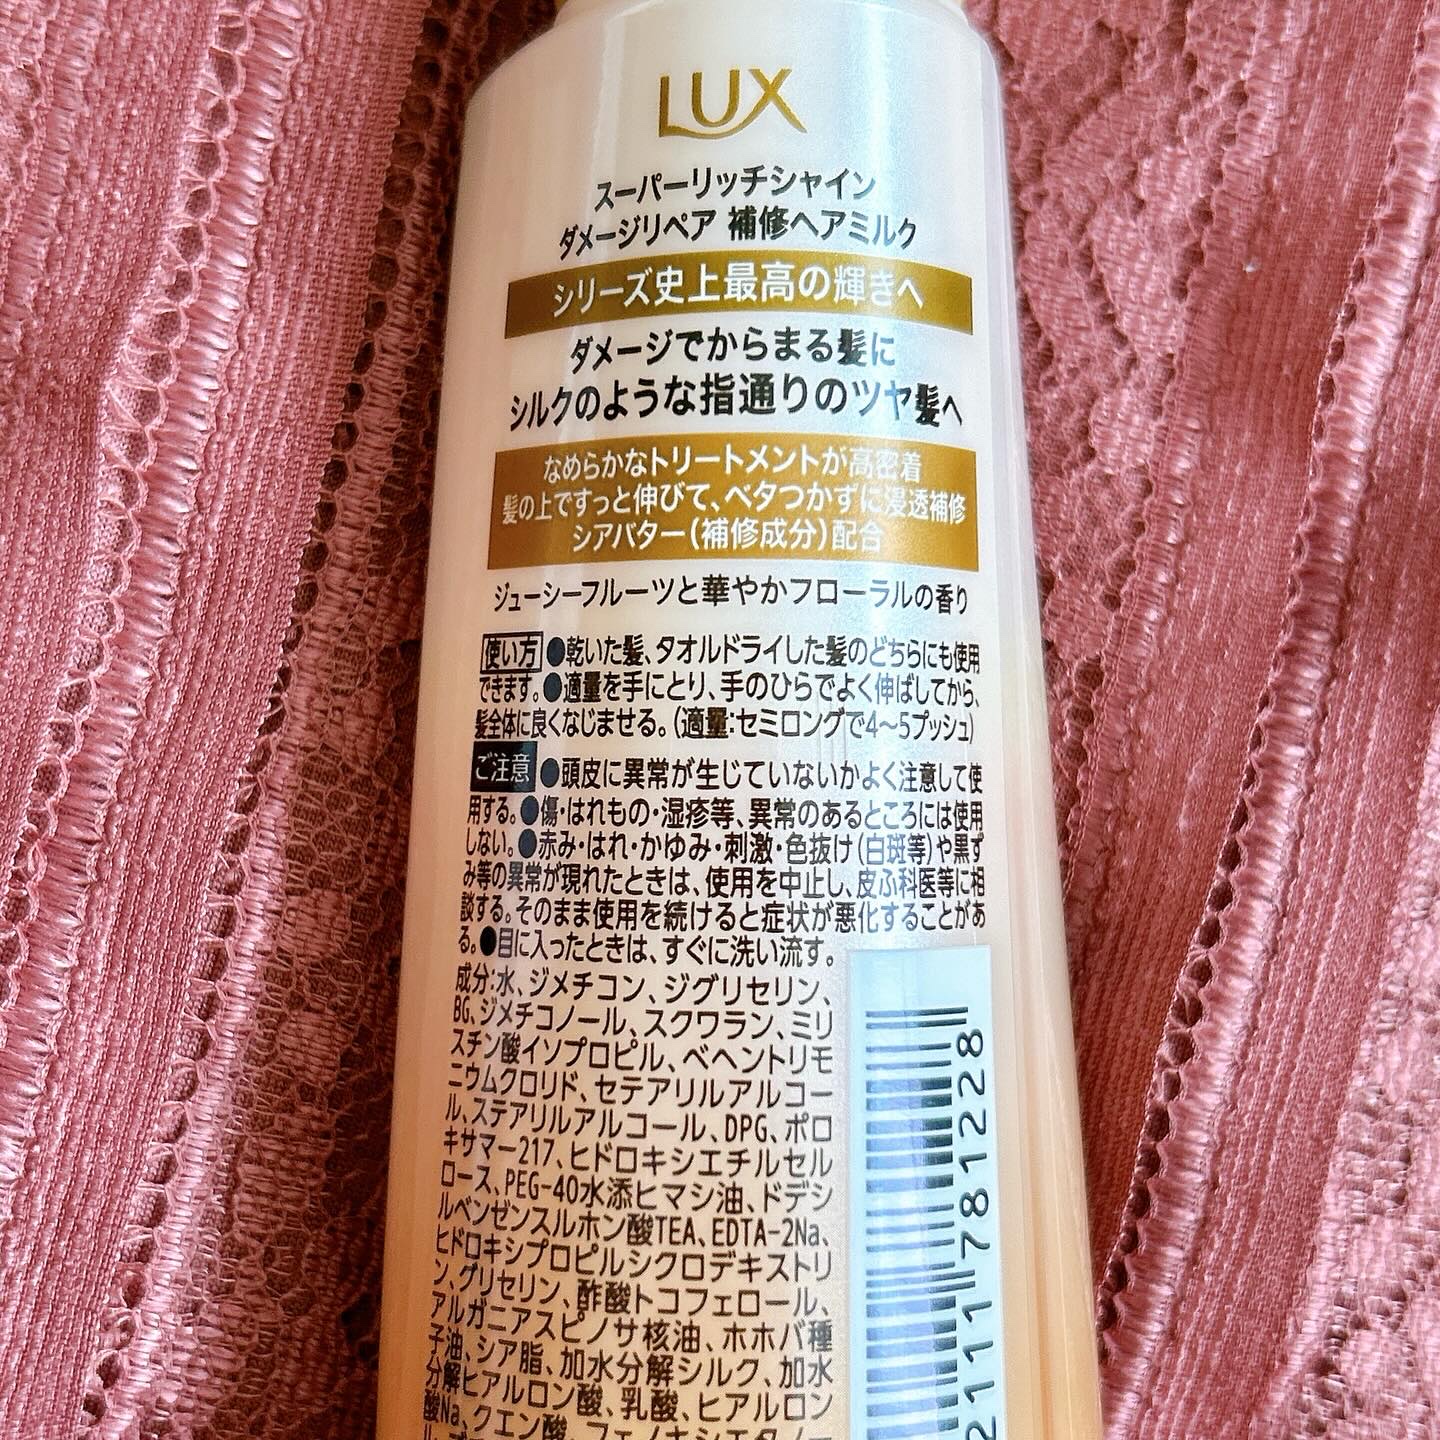 LUX
スーパーリッチシャイン
ダメージリペア 補修ヘアミルク
シリーズ史上最高の輝きへ
ダメージでからまる髪に
シルクのような指通りのツヤ髪へ
なめらかなトリートメントが高密着
髪の上ですっと伸びて、ベタつかずに浸透補修
シアバター(補修成分)配合
ジューシーフルーツと華やかフローラルの香り
使い方 ●乾いた髪、タオルドライした髪のどちらにも使用
できます。●適量を手にとり、手のひらでよく伸ばしてから、
髪全体に良くなじませる。(適量:セミロングで4〜5プッシュ)
ご注意 ●頭皮に異常が生じていないかよく注意して使
用する。●傷・はれもの・湿疹等、異常のあるところには使用
しない。●赤み・はれ・かゆみ・刺激・色抜け(白斑等)や黒ず
み等の異常が現れたときは、使用を中止し、皮ふ科医等に相
談する。そのまま使用を続けると症状が悪化することがあ
る。●目に入ったときは、すぐに洗い流す。
成分:水、ジメチコン、ジグリセリン、
BG、ジメチコノール、スクワラン、ミリ
スチン酸イソプロピル、ベヘントリモ
ニウムクロリド、セテアリルアルコー
ル、ステアリルアルコール、DPG、ポロ
キサマー217、ヒドロキシエチルセル
ロース、PEG-40水添ヒマシ油、ドデシ
ルベンゼンスルホン酸TEA、EDTA-2Na、
ヒドロキシプロピルシクロデキストリ
ン、グリセリン、酢酸トコフェロール、
アルガニアスピノサ核油、ホホバ種
子油、シア脂、加水分解シルク、加水
分解ヒアルロン酸、乳酸、ヒアルロン
酸Na、クエン酸、フェノキシエタノー
2111781228